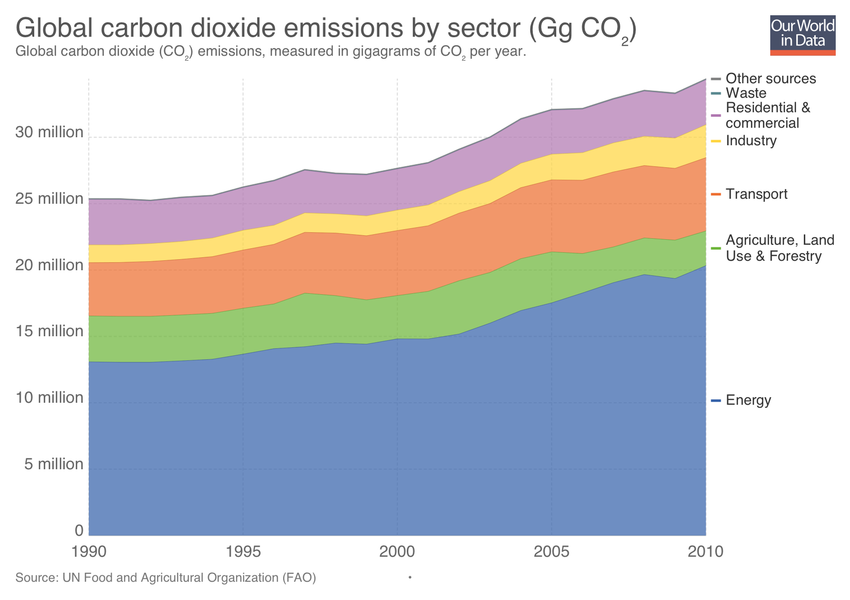 Global carbon dioxide emissions by sector (Gg CO₂)
Global carbon dioxide (CO₂) emissions, measured in gigagrams of CO₂ per year.
Our World
in Data
30 million
25 million
20 million
15 million
10 million
5 million
0
1990
1995
2000
2005
2010
Other sources
Waste
Residential &
commercial
Industry
Transport
Agriculture, Land
Use & Forestry
Energy
Source: UN Food and Agricultural Organization (FAO)